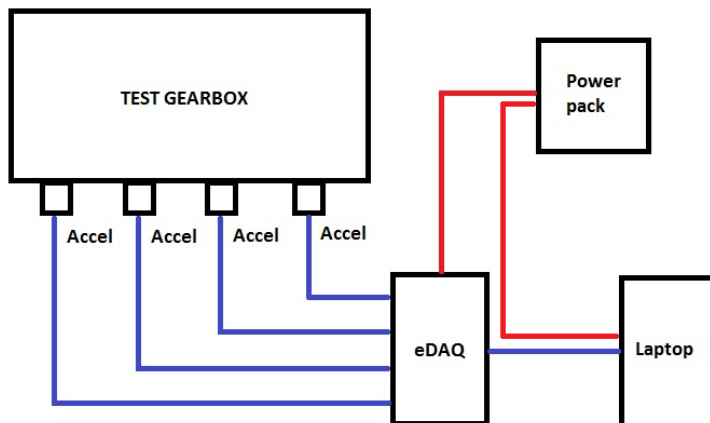 TEST GEARBOX
Power
pack
Accel
Accel
Accel
Accel
eDAQ
Laptop